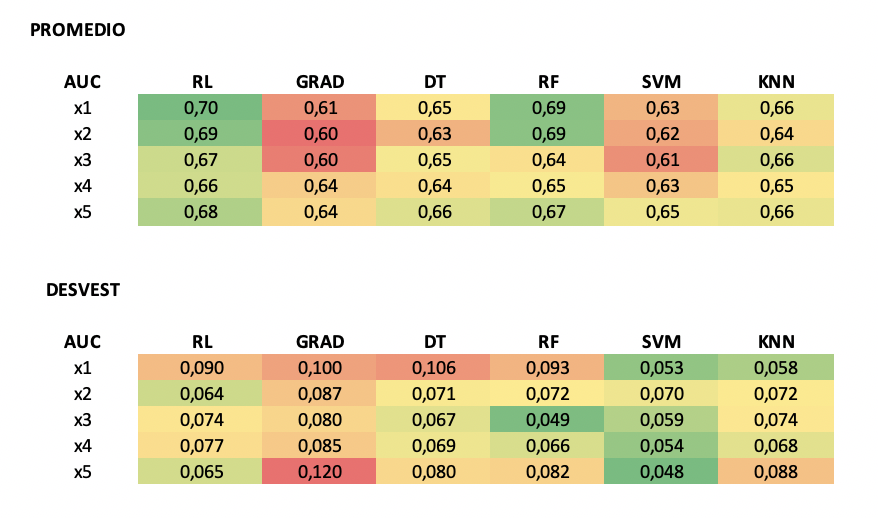 PROMEDIO
AUC RL GRAD DT RF SVM KNN
x1 0,70 0,61 0,65 0,69 0,63 0,66
x2 0,69 0,60 0,63 0,69 0,62 0,64
x3 0,67 0,60 0,65 0,64 0,61 0,66
x4 0,66 0,64 0,64 0,65 0,63 0,65
x5 0,68 0,64 0,66 0,67 0,65 0,66
DESVEST
AUC RL GRAD DT RF SVM KNN
x1 0,090 0,100 0,106 0,093 0,053 0,058
x2 0,064 0,087 0,071 0,072 0,070 0,072
x3 0,074 0,080 0,067 0,049 0,059 0,074
x4 0,077 0,085 0,069 0,066 0,054 0,068
x5 0,065 0,120 0,080 0,082 0,048 0,088